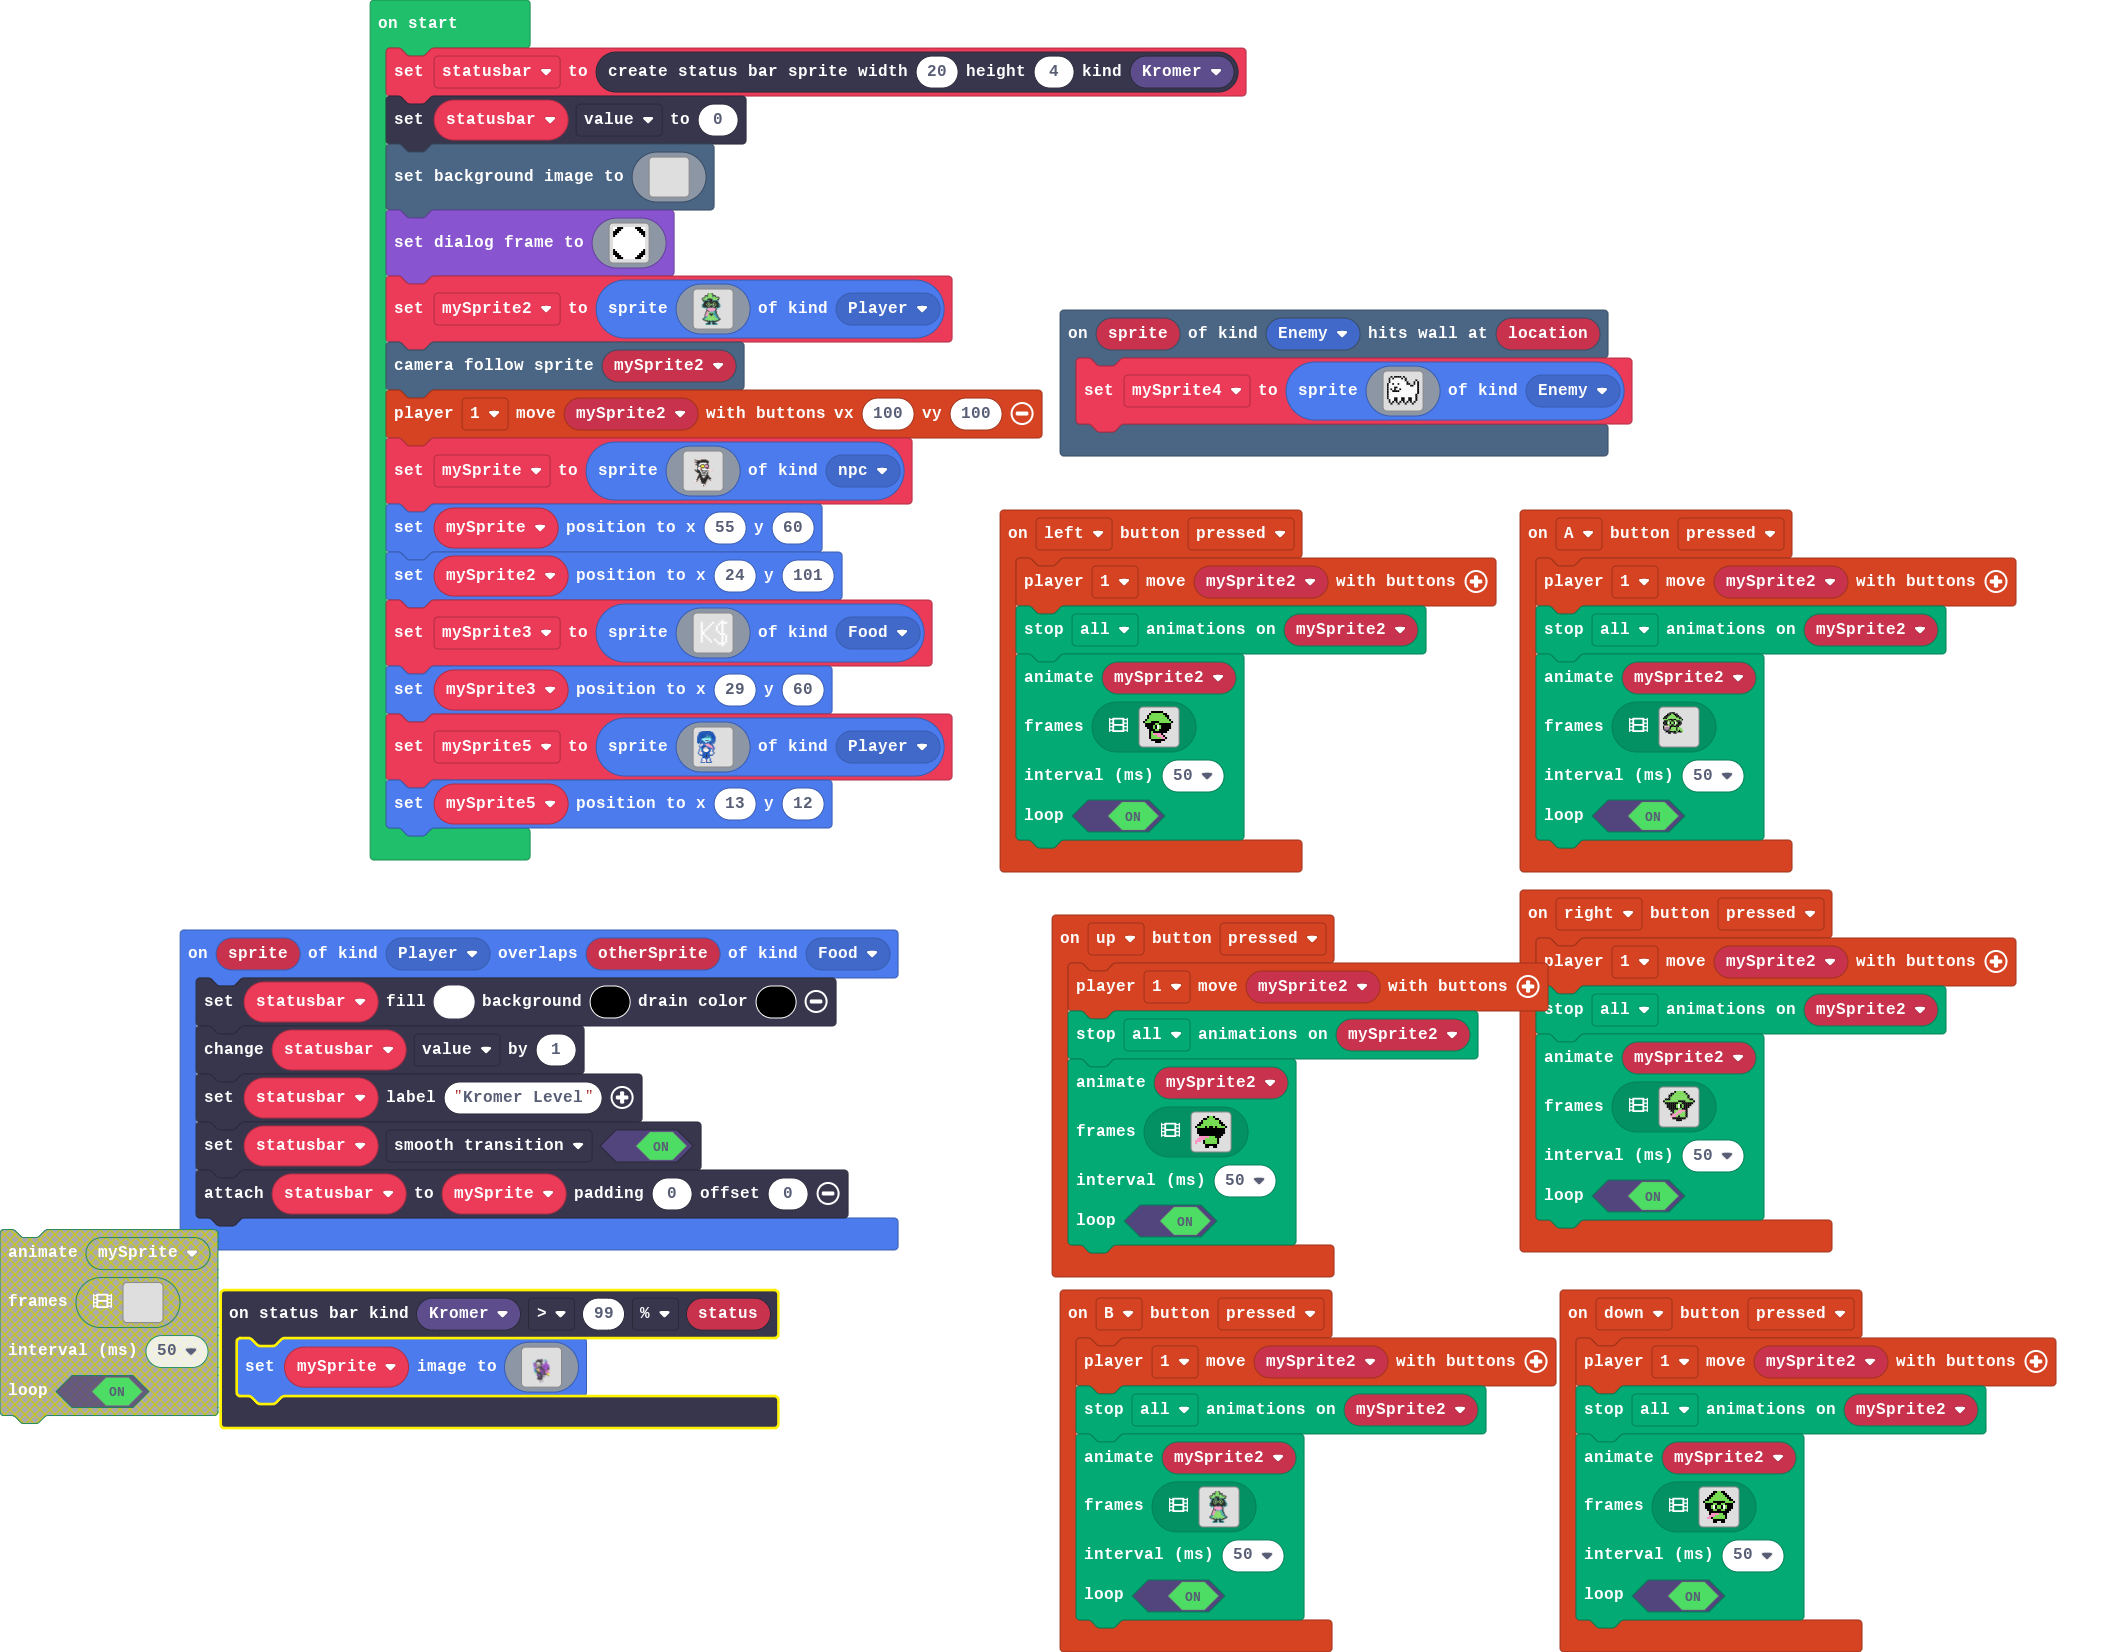 on start
set statusbar to create status bar sprite width 20 height 4 kind Kromer
set statusbar value to 0
set background image to
set dialog frame to
set mySprite2 to sprite of kind Player
camera follow sprite mySprite2
player 1 move mySprite2 with buttons vx 100 vy 100
set mySprite to sprite of kind npc
set mySprite position to x 55 y 60
set mySprite2 position to x 24 y 101
set mySprite3 to sprite K$ of kind Food
set mySprite3 position to x 29 y 60
set mySprite5 to sprite of kind Player
set mySprite5 position to x 13 y 12
on sprite of kind Enemy hits wall at location
set mySprite4 to sprite of kind Enemy
on left button pressed
player 1 move mySprite2 with buttons
stop all animations on mySprite2
animate mySprite2
frames
interval (ms) 50
loop ON
on A button pressed
player 1 move mySprite2 with buttons
stop all animations on mySprite2
animate mySprite2
frames
interval (ms) 50
loop ON
on sprite of kind Player overlaps otherSprite of kind Food
set statusbar fill background drain color
change statusbar value by 1
set statusbar label "Kromer Level"
set statusbar smooth transition ON
attach statusbar to mySprite padding 0 offset 0
on up button pressed
player 1 move mySprite2 with buttons
stop all animations on mySprite2
animate mySprite2
frames
interval (ms) 50
loop ON
on right button pressed
player 1 move mySprite2 with buttons
stop all animations on mySprite2
animate mySprite2
frames
interval (ms) 50
loop ON
animate mySprite
frames
interval (ms) 50
loop ON
on status bar kind Kromer > 99 % status
set mySprite image to
on B button pressed
player 1 move mySprite2 with buttons
stop all animations on mySprite2
animate mySprite2
frames
interval (ms) 50
loop ON
on down button pressed
player 1 move mySprite2 with buttons
stop all animations on mySprite2
animate mySprite2
frames
interval (ms) 50
loop ON